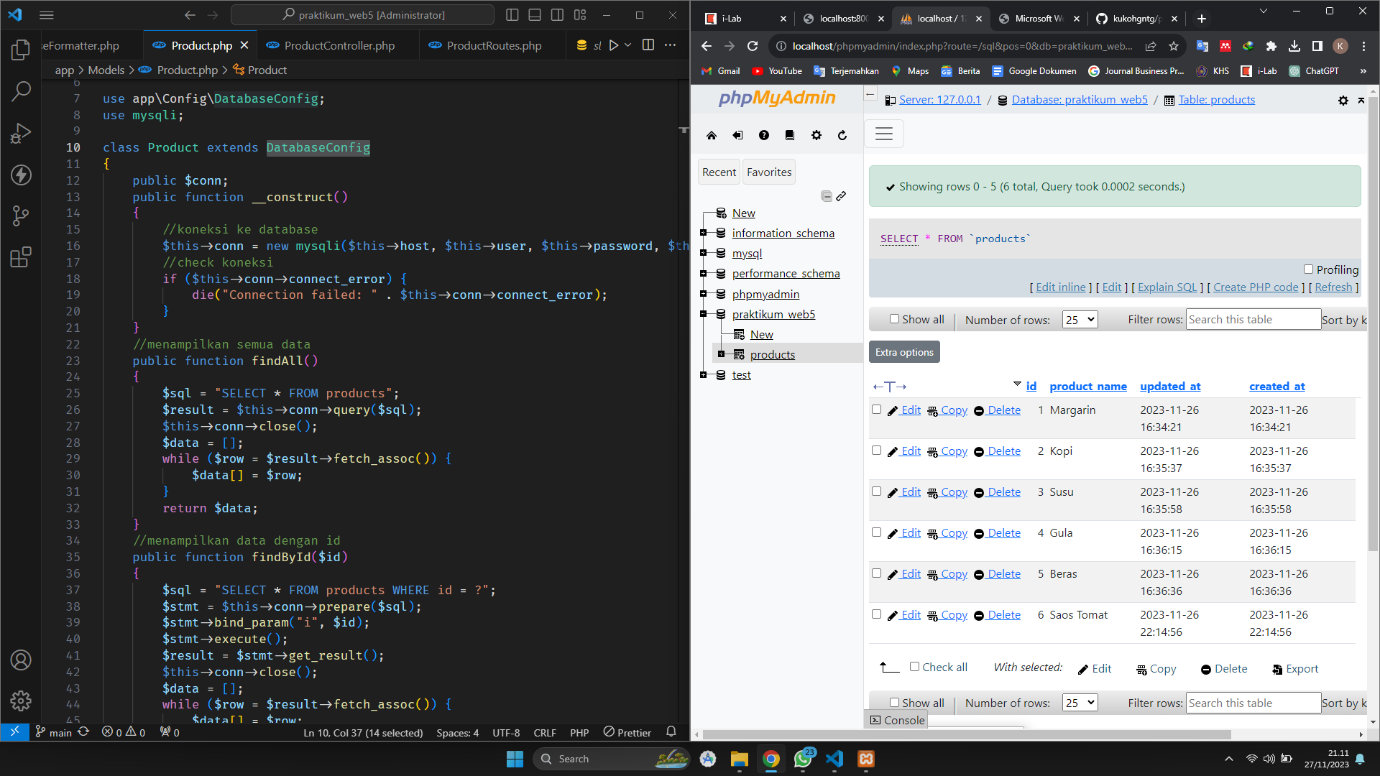 praktikum_web5 [Administrator]
seFormatter.php
Product.php
ProductController.php
ProductRoutes.php
app > Models > Product.php > Product
6
7 use app\Config\DatabaseConfig;
8 use mysqli;
9
10 class Product extends DatabaseConfig
11 {
12 public $conn;
13 public function __construct()
14 {
15 //koneksi ke database
16 $this->conn = new mysqli($this->host, $this->user, $this->password, $th
17 //check koneksi
18 if ($this->conn->connect_error) {
19 die("Connection failed: " . $this->conn->connect_error);
20 }
21 }
22 //menampilkan semua data
23 public function findAll()
24 {
25 $sql = "SELECT * FROM products";
26 $result = $this->conn->query($sql);
27 $this->conn->close();
28 $data = [];
29 while ($row = $result->fetch_assoc()) {
30 $data[] = $row;
31 }
32 return $data;
33 }
34 //menampilkan data dengan id
35 public function findById($id)
36 {
37 $sql = "SELECT * FROM products WHERE id = ?";
38 $stmt = $this->conn->prepare($sql);
39 $stmt->bind_param("i", $id);
40 $stmt->execute();
41 $result = $stmt->get_result();
42 $this->conn->close();
43 $data = [];
44 while ($row = $result->fetch_assoc()) {
45 $data[] = $row;
main
0 0 0
Ln 10, Col 37 (14 selected) Spaces: 4 UTF-8 CRLF PHP Prettier
i-Lab
localhost:800
localhost / 12
Microsoft W
kukohgntg/p
localhost/phpmyadmin/index.php?route=/sql&pos=0&db=praktikum_web...
K
Gmail YouTube Terjemahkan Maps Berita Google Dokumen Journal Business Pr... KHS i-Lab ChatGPT »
phpMyAdmin
Recent Favorites
New
information_schema
mysql
performance_schema
phpmyadmin
praktikum_web5
New
products
test
Server: 127.0.0.1 / Database: praktikum_web5 / Table: products
Showing rows 0 - 5 (6 total, Query took 0.0002 seconds.)
SELECT * FROM `products`
Profiling
[ Edit inline ] [ Edit ] [ Explain SQL ] [ Create PHP code ] [ Refresh ]
Show all Number of rows: 25 Filter rows: Search this table Sort by k
Extra options
←T→ id product_name updated_at created_at
Edit Copy Delete 1 Margarin 2023-11-26 2023-11-26
16:34:21 16:34:21
Edit Copy Delete 2 Kopi 2023-11-26 2023-11-26
16:35:37 16:35:37
Edit Copy Delete 3 Susu 2023-11-26 2023-11-26
16:35:58 16:35:58
Edit Copy Delete 4 Gula 2023-11-26 2023-11-26
16:36:15 16:36:15
Edit Copy Delete 5 Beras 2023-11-26 2023-11-26
16:36:36 16:36:36
Edit Copy Delete 6 Saos Tomat 2023-11-26 2023-11-26
22:14:56 22:14:56
Check all With selected: Edit Copy Delete Export
Show all Number of rows: 25 Filter rows: Search this table Sort by k
Console
Search
23
21.11
27/11/2023